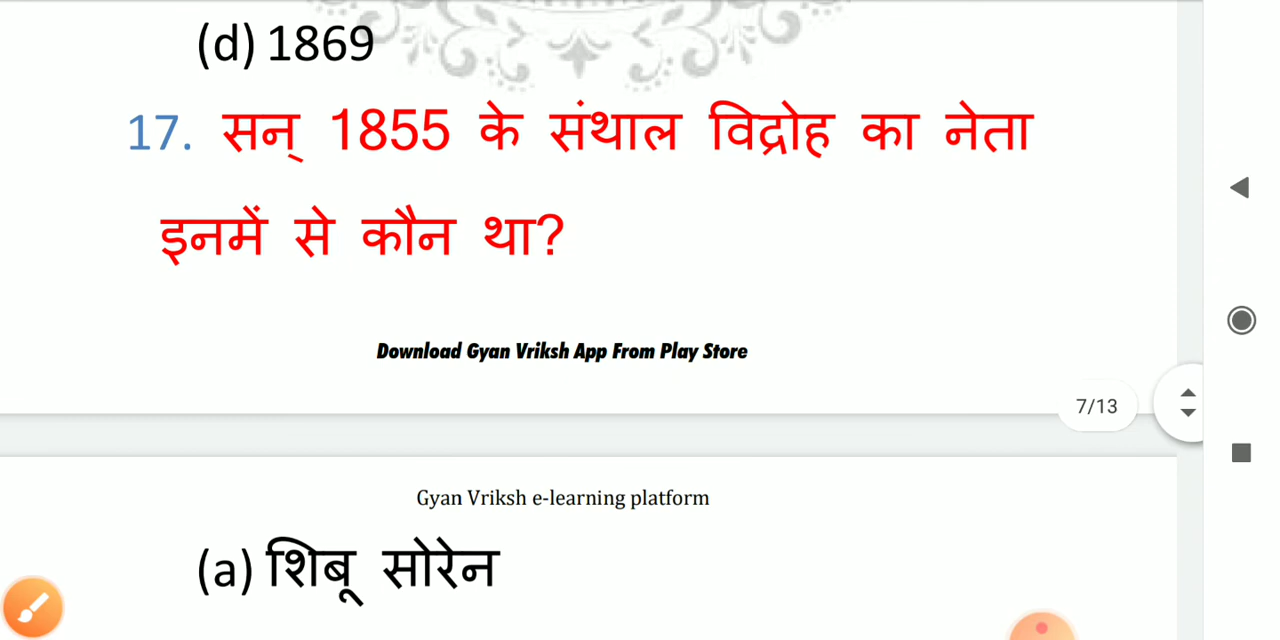 (d) 1869
17. सन् 1855 के संथाल विद्रोह का नेता
इनमें से कौन था?
Download Gyan Vriksh App From Play Store
7/13
Gyan Vriksh e-learning platform
(a) शिबू सोरेन